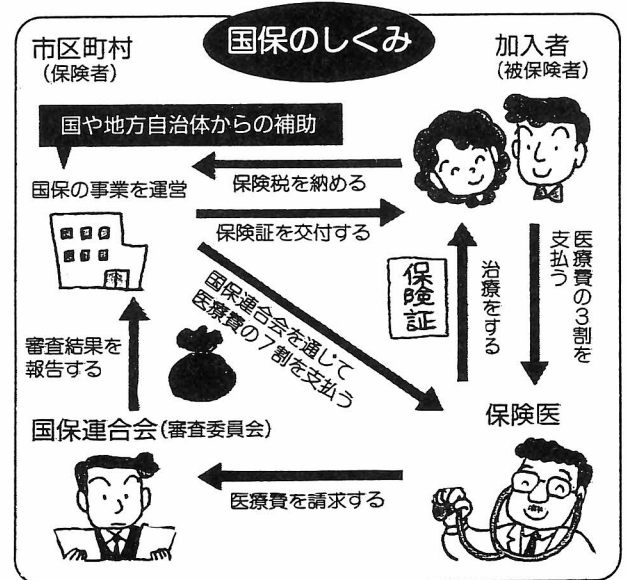 国保のしくみ
市区町村
(保険者)
加入者
(被保険者)
国や地方自治体からの補助
国保の事業を運営
保険税を納める
保険証を交付する
国保連合会を通じて
医療費の7割を支払う
保険証
治療をする
医療費の3割を
支払う
審査結果を
報告する
国保連合会(審査委員会)
保険医
医療費を請求する